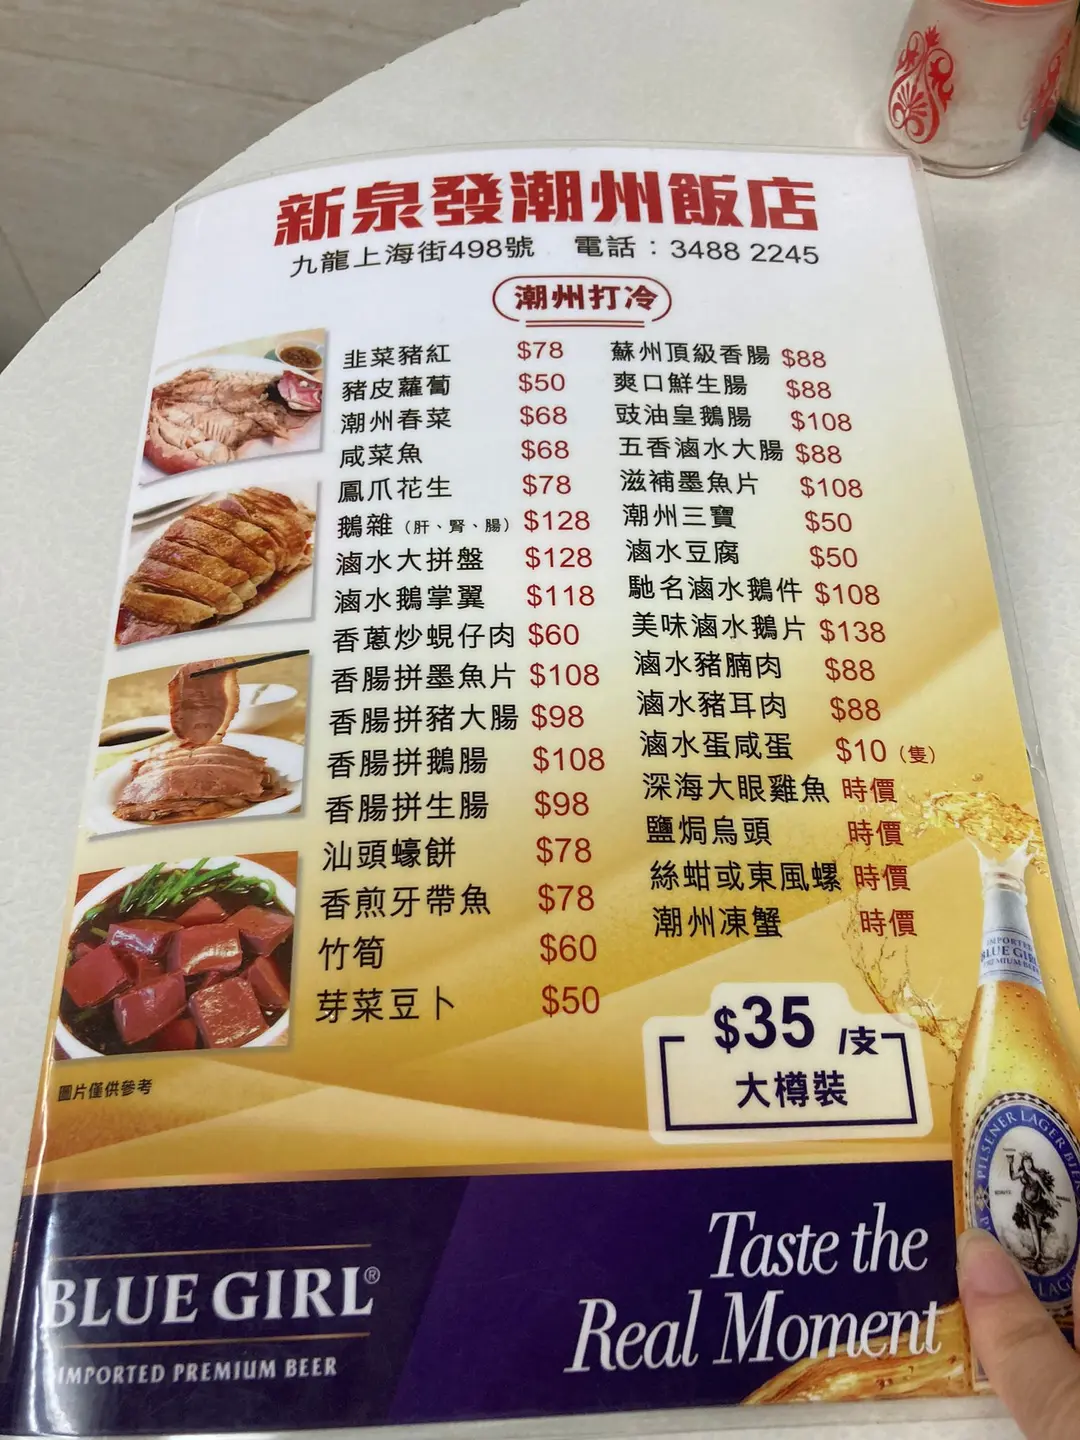 新泉發潮州飯店
九龍上海街498號 電話：3488 2245
潮州打冷
韭菜豬紅 $78
豬皮蘿蔔 $50
潮州春菜 $68
咸菜魚 $68
鳳爪花生 $78
鵝雜（肝、腎、腸） $128
滷水大拼盤 $128
滷水鵝掌翼 $118
香蔥炒蜆仔肉 $60
香腸拼墨魚片 $108
香腸拼豬大腸 $98
香腸拼鵝腸 $108
香腸拼生腸 $98
汕頭蠔餅 $78
香煎牙帶魚 $78
竹筍 $60
芽菜豆卜 $50
蘇州頂級香腸 $88
爽口鮮生腸 $88
豉油皇鵝腸 $108
五香滷水大腸 $88
滋補墨魚片 $108
潮州三寶 $50
滷水豆腐 $50
馳名滷水鵝件 $108
美味滷水鵝片 $138
滷水豬腩肉 $88
滷水豬耳肉 $88
滷水蛋咸蛋 $10（隻）
深海大眼雞魚 時價
鹽焗烏頭 時價
絲蚶或東風螺 時價
潮州凍蟹 時價
圖片僅供參考
$35/支
大樽裝
IMPORTED
BLUE GIRL
PREMIUM BEER
PILSENER LAGER
BLUE GIRL®
IMPORTED PREMIUM BEER
Taste the
Real Moment